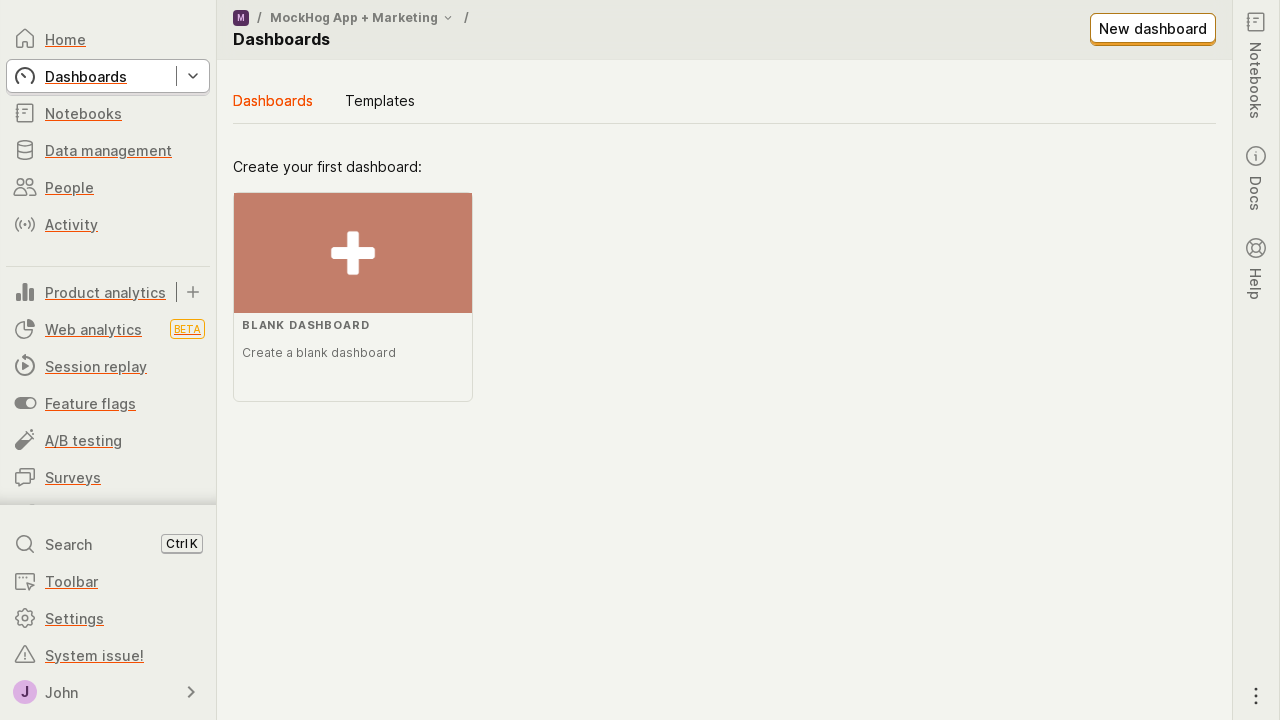 M / MockHog App + Marketing /
Dashboards
New dashboard
Home
Dashboards
Notebooks
Data management
People
Activity
Product analytics
Web analytics BETA
Session replay
Feature flags
A/B testing
Surveys
Search Ctrl K
Toolbar
Settings
System issue!
J John
Dashboards Templates
Create your first dashboard:
BLANK DASHBOARD
Create a blank dashboard
Notebooks
Docs
Help